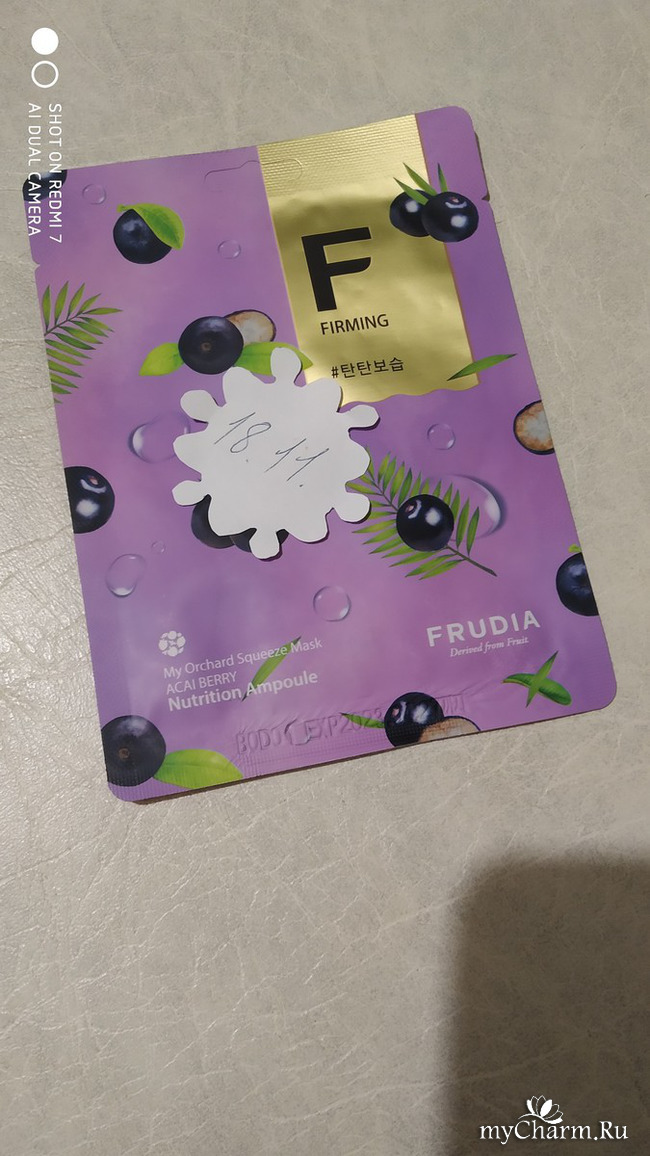 SHOT ON REDMI 7
AI DUAL CAMERA
F
FIRMING
#탄탄보습
18.11.
My Orchard Squeeze Mask
ACAI BERRY
Nutrition Ampoule
FRUDIA
Derived from Fruit
EXP2023
myCharm.Ru